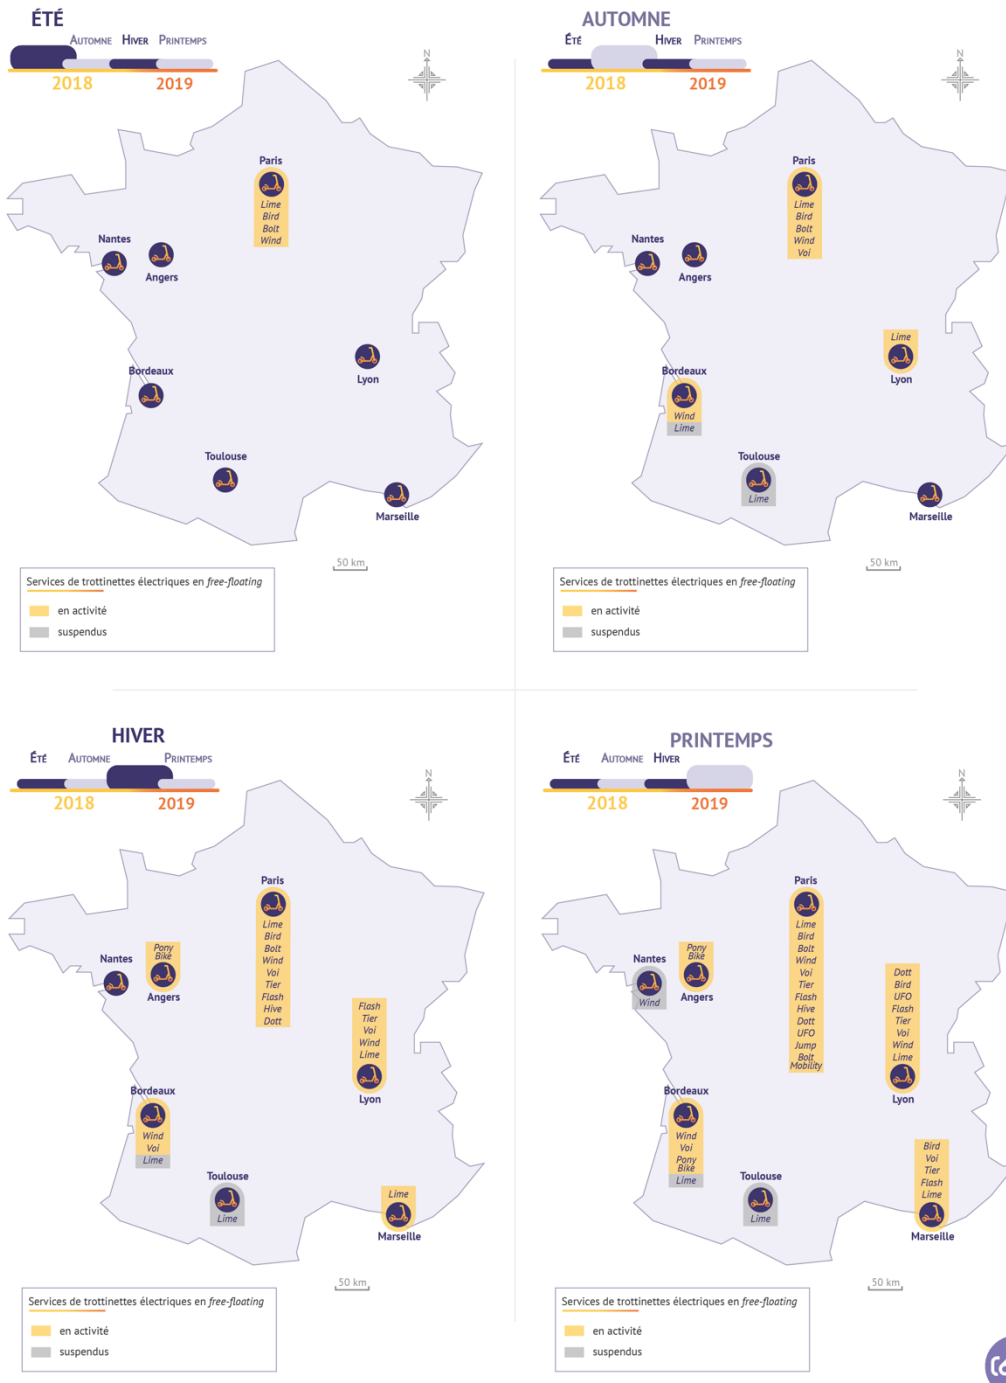 ÉTÉ
AUTOMNE HIVER PRINTEMPS
2018 2019
N
Paris
Lime
Bird
Bolt
Wind
Nantes
Angers
Bordeaux
Lyon
Toulouse
Marseille
50 km
Services de trottinettes électriques en free-floating
en activité
suspendus
AUTOMNE
ÉTÉ HIVER PRINTEMPS
2018 2019
N
Paris
Lime
Bird
Bolt
Wind
Voi
Nantes
Angers
Lime
Lyon
Bordeaux
Wind
Lime
Toulouse
Lime
Marseille
50 km
Services de trottinettes électriques en free-floating
en activité
suspendus
HIVER
ÉTÉ AUTOMNE PRINTEMPS
2018 2019
N
Paris
Lime
Bird
Bolt
Wind
Voi
Tier
Flash
Hive
Dott
Nantes
Pony
Bike
Angers
Flash
Tier
Voi
Wind
Lime
Lyon
Bordeaux
Wind
Voi
Lime
Toulouse
Lime
Lime
Marseille
50 km
Services de trottinettes électriques en free-floating
en activité
suspendus
PRINTEMPS
ÉTÉ AUTOMNE HIVER
2018 2019
N
Paris
Lime
Bird
Bolt
Wind
Voi
Tier
Flash
Hive
Dott
UFO
Jump
Bolt
Mobility
Nantes
Wind
Pony
Bike
Angers
Dott
Bird
UFO
Flash
Tier
Voi
Wind
Lime
Lyon
Bordeaux
Wind
Voi
Pony
Bike
Lime
Toulouse
Lime
Bird
Voi
Tier
Flash
Lime
Marseille
50 km
Services de trottinettes électriques en free-floating
en activité
suspendus